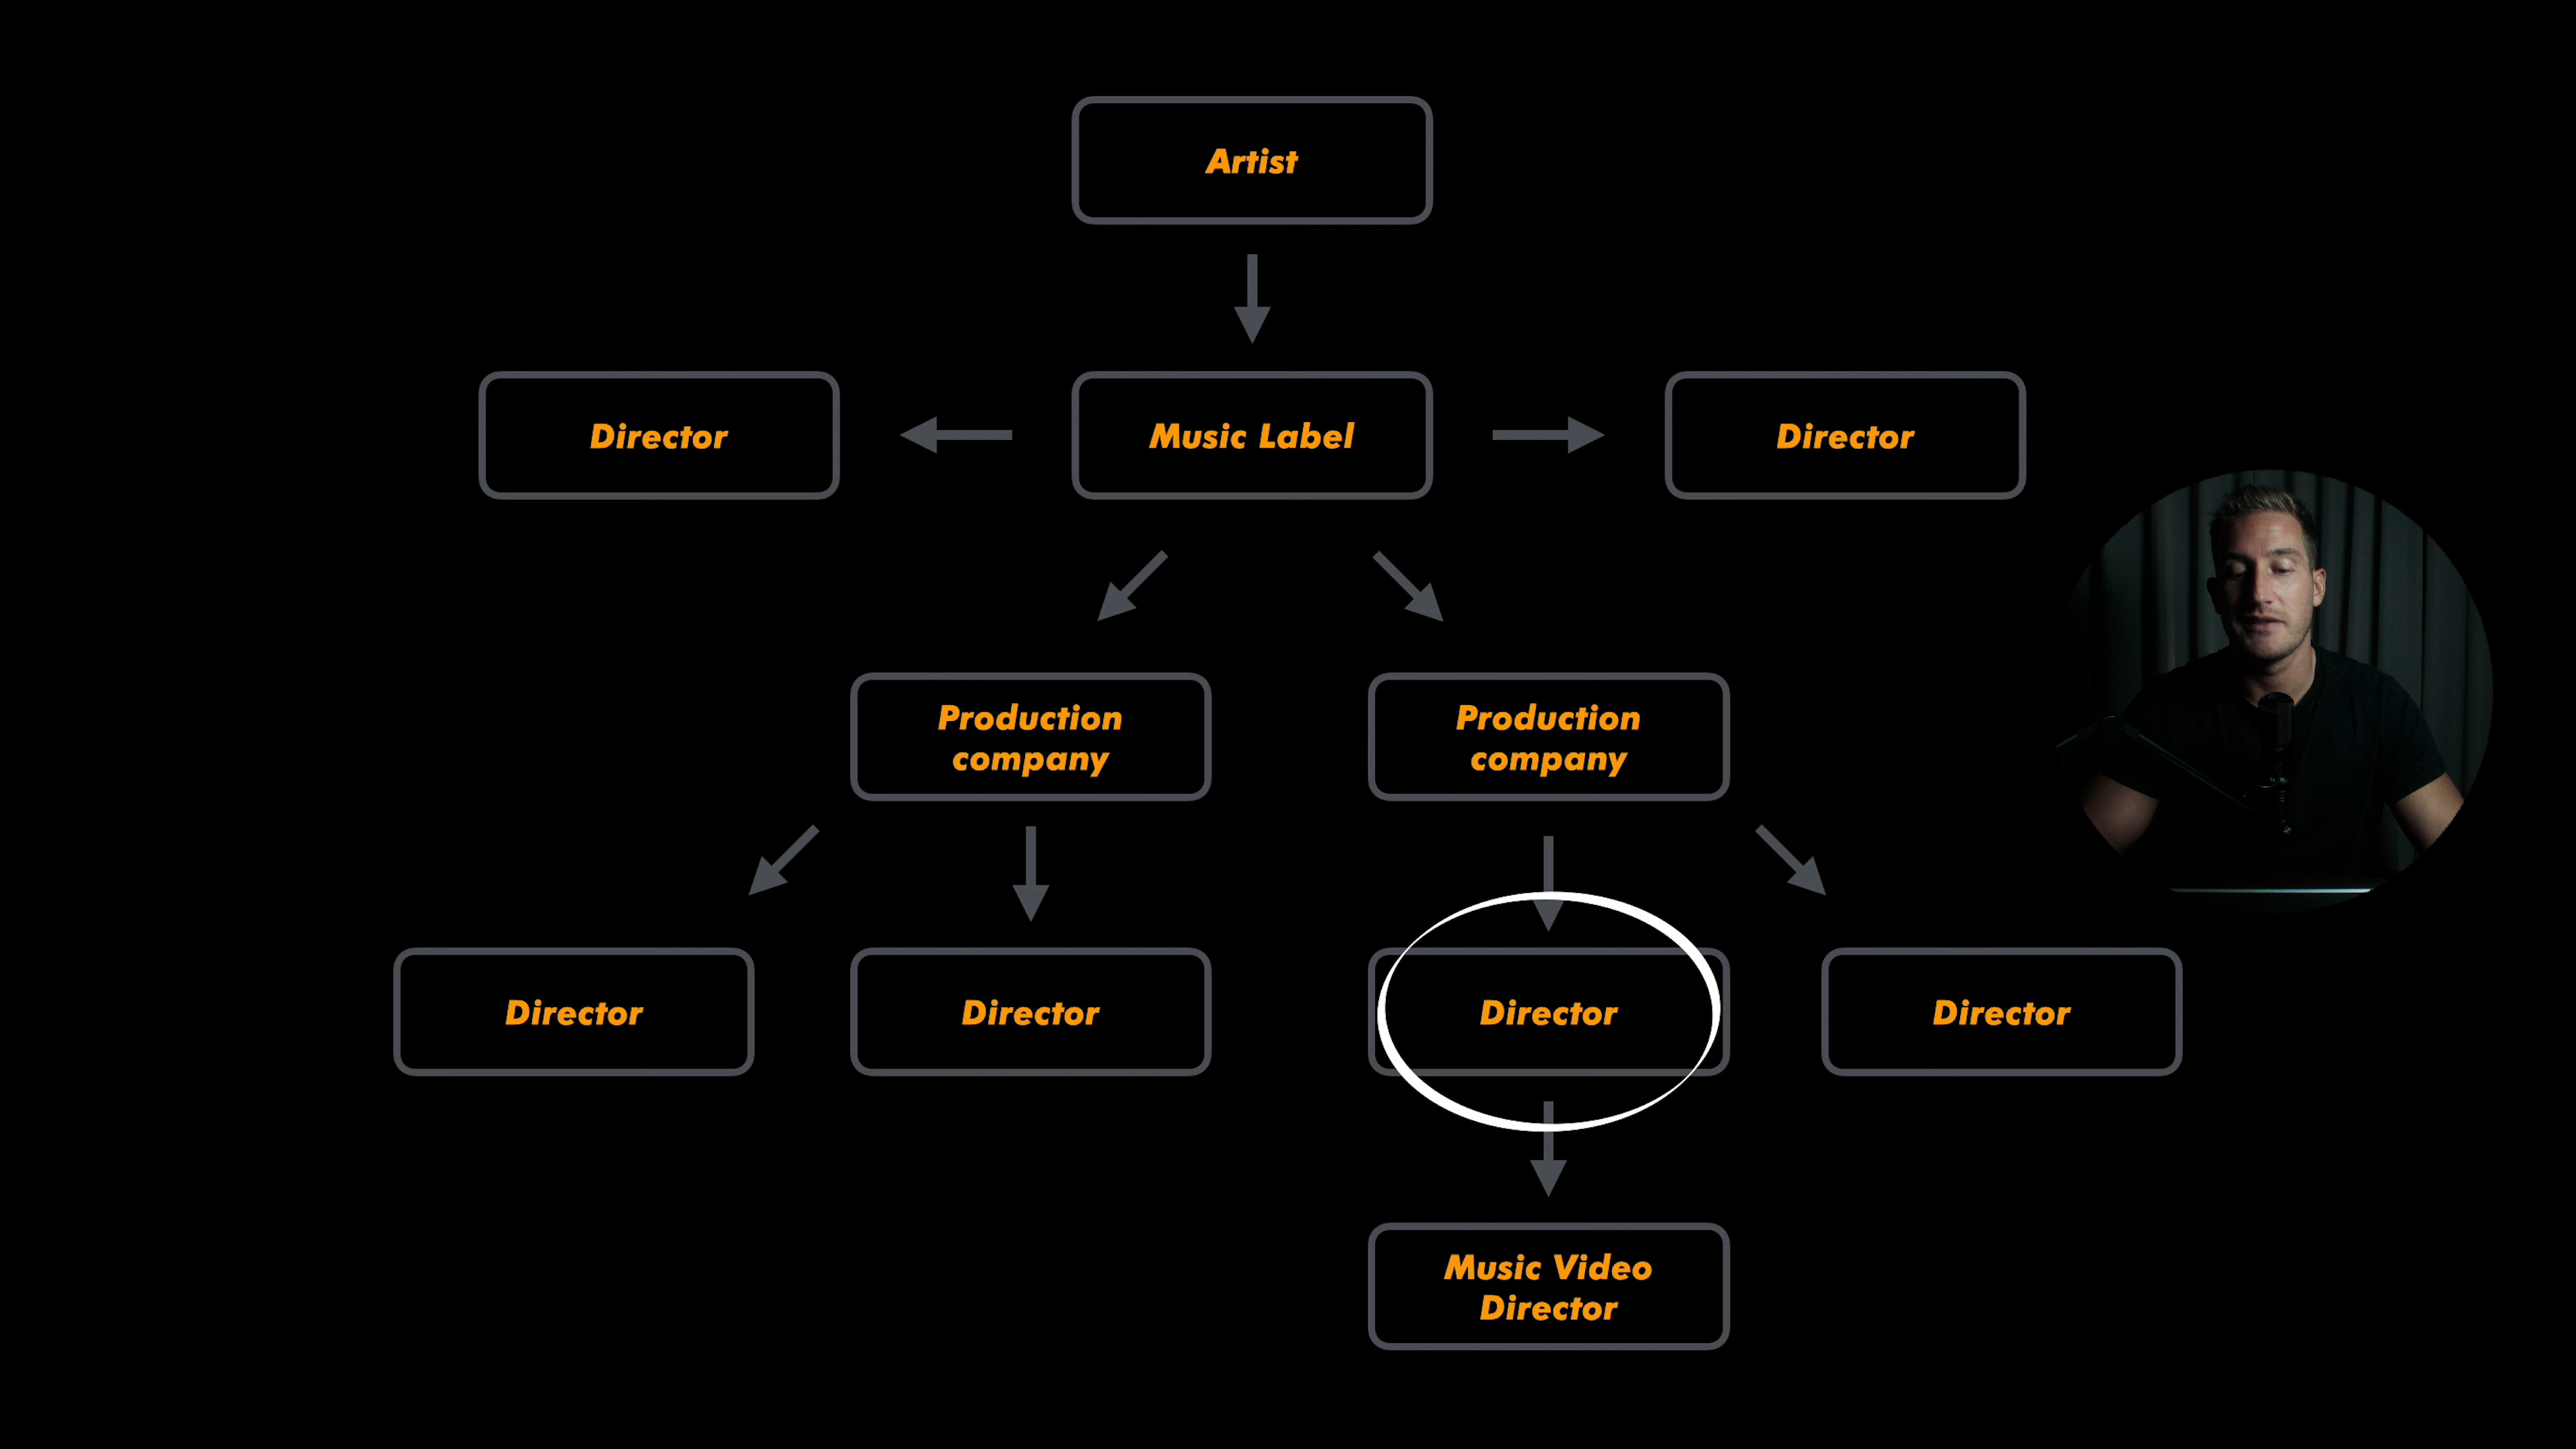 Artist
Director
Music Label
Director
Production
company
Production
company
Director
Director
Director
Director
Music Video
Director